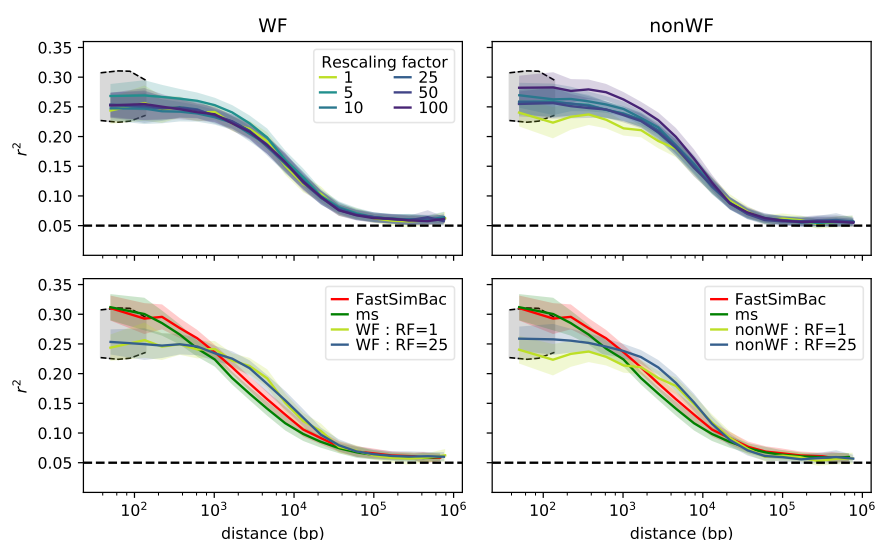 WF
nonWF
0.35
0.30
0.25
0.20
0.15
0.10
0.05
r²
Rescaling factor
1 25
5 50
10 100
0.35
0.30
0.25
0.20
0.15
0.10
0.05
r²
FastSimBac
ms
WF : RF=1
WF : RF=25
FastSimBac
ms
nonWF : RF=1
nonWF : RF=25
10² 10³ 10⁴ 10⁵ 10⁶
10² 10³ 10⁴ 10⁵ 10⁶
distance (bp)
distance (bp)